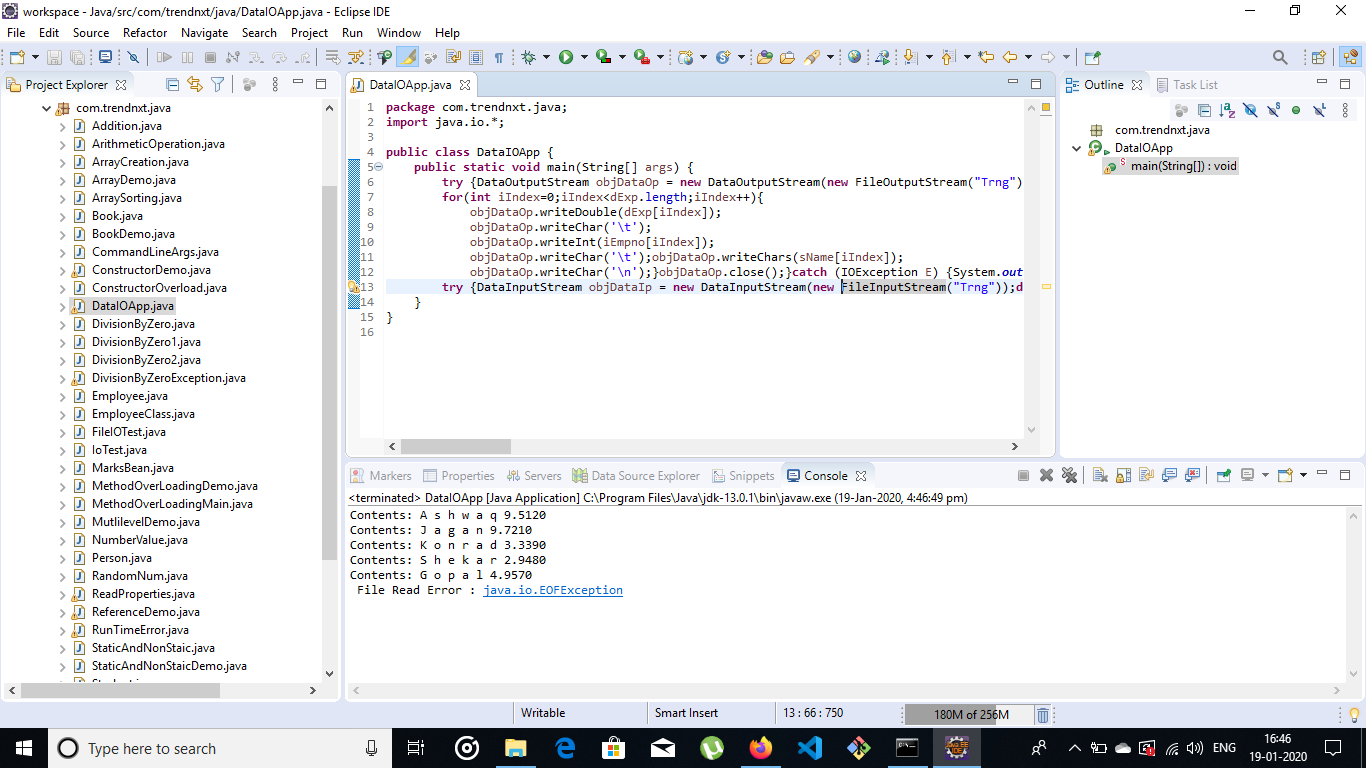 workspace - Java/src/com/trendnxt/java/DataIOApp.java - Eclipse IDE
File Edit Source Refactor Navigate Search Project Run Window Help
Project Explorer
com.trendnxt.java
Addition.java
ArithmeticOperation.java
ArrayCreation.java
ArrayDemo.java
ArraySorting.java
Book.java
BookDemo.java
CommandLineArgs.java
ConstructorDemo.java
ConstructorOverload.java
DataIOApp.java
DivisionByZero.java
DivisionByZero1.java
DivisionByZero2.java
DivisionByZeroException.java
Employee.java
EmployeeClass.java
FileIOTest.java
IoTest.java
MarksBean.java
MethodOverLoadingDemo.java
MethodOverLoadingMain.java
MutlilevelDemo.java
NumberValue.java
Person.java
RandomNum.java
ReadProperties.java
ReferenceDemo.java
RunTimeError.java
StaticAndNonStaic.java
StaticAndNonStaicDemo.java
DataIOApp.java
1 package com.trendnxt.java;
2 import java.io.*;
3
4 public class DataIOApp {
5 public static void main(String[] args) {
6 try {DataOutputStream objDataOp = new DataOutputStream(new FileOutputStream("Trng")
7 for(int iIndex=0;iIndex<dExp.length;iIndex++){
8 objDataOp.writeDouble(dExp[iIndex]);
9 objDataOp.writeChar('\t');
10 objDataOp.writeInt(iEmpno[iIndex]);
11 objDataOp.writeChar('\t');objDataOp.writeChars(sName[iIndex]);
12 objDataOp.writeChar('\n');}objDataOp.close();}catch (IOException E) {System.out
13 try {DataInputStream objDataIp = new DataInputStream(new FileInputStream("Trng"));d
14 }
15 }
16
Outline Task List
com.trendnxt.java
DataIOApp
main(String[]) : void
Markers Properties Servers Data Source Explorer Snippets Console
<terminated> DataIOApp [Java Application] C:\Program Files\Java\jdk-13.0.1\bin\javaw.exe (19-Jan-2020, 4:46:49 pm)
Contents: A s h w a q 9.5120
Contents: J a g a n 9.7210
Contents: K o n r a d 3.3390
Contents: S h e k a r 2.9480
Contents: G o p a l 4.9570
File Read Error : java.io.EOFException
Writable Smart Insert 13 : 66 : 750 180M of 256M
Type here to search
ENG
16:46
19-01-2020